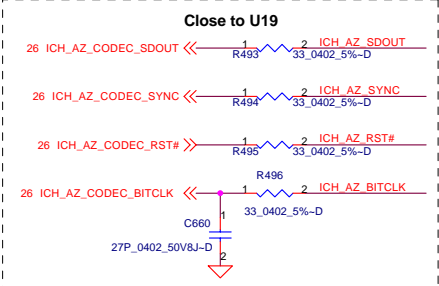 Close to U19
26 ICH_AZ_CODEC_SDOUT 1 2 ICH_AZ_SDOUT
R493 33_0402_5%~D
26 ICH_AZ_CODEC_SYNC 1 2 ICH_AZ_SYNC
R494 33_0402_5%~D
26 ICH_AZ_CODEC_RST# 1 2 ICH_AZ_RST#
R495 33_0402_5%~D
R496
26 ICH_AZ_CODEC_BITCLK 1 2 ICH_AZ_BITCLK
33_0402_5%~D
1
C660
27P_0402_50V8J~D
2